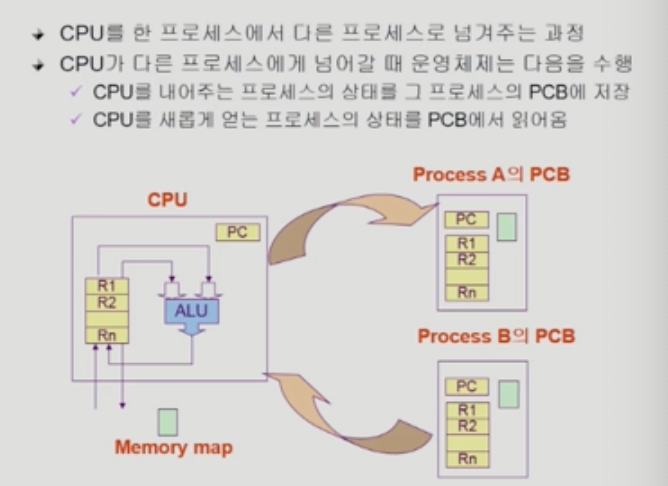 CPU를 한 프로세스에서 다른 프로세스로 넘겨주는 과정
CPU가 다른 프로세스에게 넘어갈 때 운영체제는 다음을 수행
CPU를 내어주는 프로세스의 상태를 그 프로세스의 PCB에 저장
CPU를 새롭게 얻는 프로세스의 상태를 PCB에서 읽어옴
Process A의 PCB
CPU
PC
R1
R2
Rn
ALU
Memory map
PC
R1
R2
Rn
Process B의 PCB
PC
R1
R2
Rn